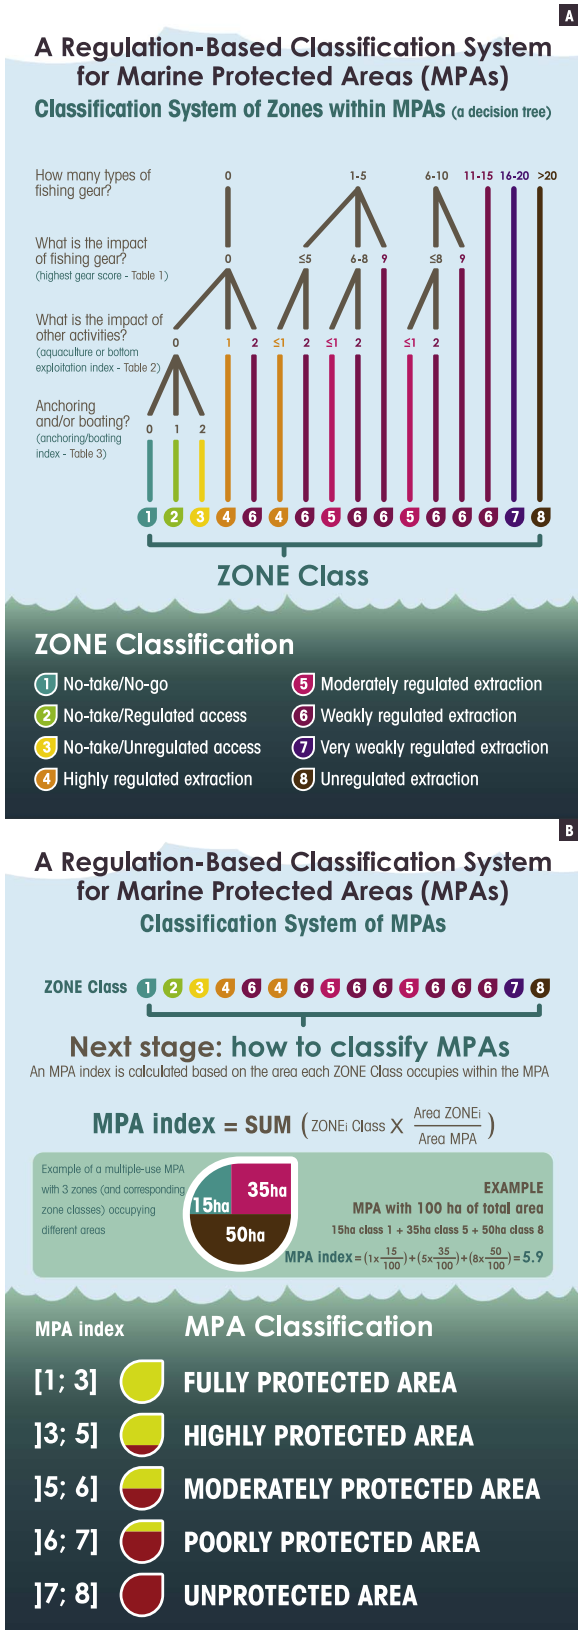 A
A Regulation-Based Classification System
for Marine Protected Areas (MPAs)
Classification System of Zones within MPAs (a decision tree)
How many types of
fishing gear?
0 1-5 6-10 11-15 16-20 >20
What is the impact
of fishing gear?
(highest gear score - Table 1)
0 ≤5 6-8 9 ≤8 9
What is the impact of
other activities?
(aquaculture or bottom
exploitation index - Table 2)
0 1 2 ≤1 2 ≤1 2 ≤1 2
Anchoring
and/or boating?
(anchoring/boating
index - Table 3)
0 1 2
1 2 3 4 6 4 6 5 6 6 5 6 6 6 7 8
ZONE Class
ZONE Classification
1 No-take/No-go
2 No-take/Regulated access
3 No-take/Unregulated access
4 Highly regulated extraction
5 Moderately regulated extraction
6 Weakly regulated extraction
7 Very weakly regulated extraction
8 Unregulated extraction
B
A Regulation-Based Classification System
for Marine Protected Areas (MPAs)
Classification System of MPAs
ZONE Class 1 2 3 4 6 4 6 5 6 6 5 6 6 6 7 8
Next stage: how to classify MPAs
An MPA index is calculated based on the area each ZONE Class occupies within the MPA
MPA index = SUM ( ZONEi Class X Area ZONEi / Area MPA )
Example of a multiple-use MPA
with 3 zones (and corresponding
zone classes) occupying
different areas
15ha
35ha
50ha
EXAMPLE
MPA with 100 ha of total area
15ha class 1 + 35ha class 5 + 50ha class 8
MPA index = (1x 15/100) + (5x 35/100) + (8x 50/100) = 5.9
MPA index MPA Classification
[1; 3] FULLY PROTECTED AREA
]3; 5] HIGHLY PROTECTED AREA
]5; 6] MODERATELY PROTECTED AREA
]6; 7] POORLY PROTECTED AREA
]7; 8] UNPROTECTED AREA